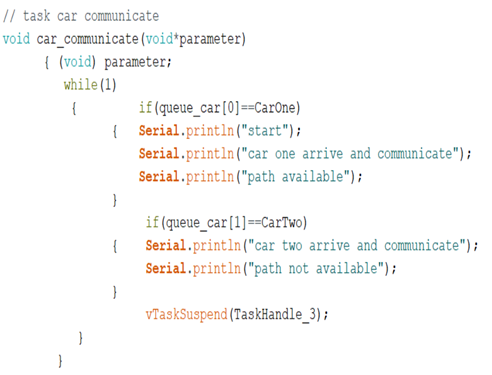 // task car communicate
void car_communicate(void*parameter)
{ (void) parameter;
while(1)
{ if(queue_car[0]==CarOne)
{ Serial.println("start");
Serial.println("car one arrive and communicate");
Serial.println("path available");
}
if(queue_car[1]==CarTwo)
{ Serial.println("car two arrive and communicate");
Serial.println("path not available");
}
vTaskSuspend(TaskHandle_3);
}
}